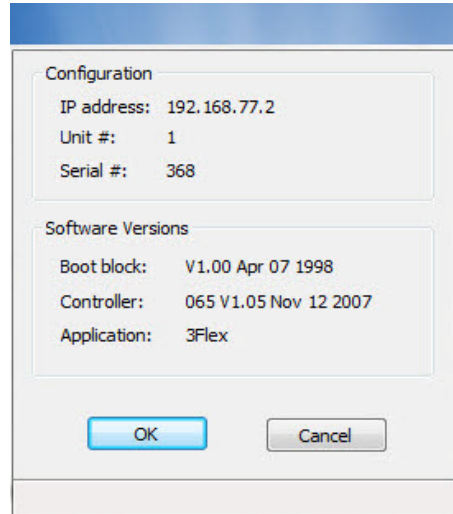 Configuration
IP address: 192.168.77.2
Unit #: 1
Serial #: 368
Software Versions
Boot block: V1.00 Apr 07 1998
Controller: 065 V1.05 Nov 12 2007
Application: 3Flex
OK Cancel